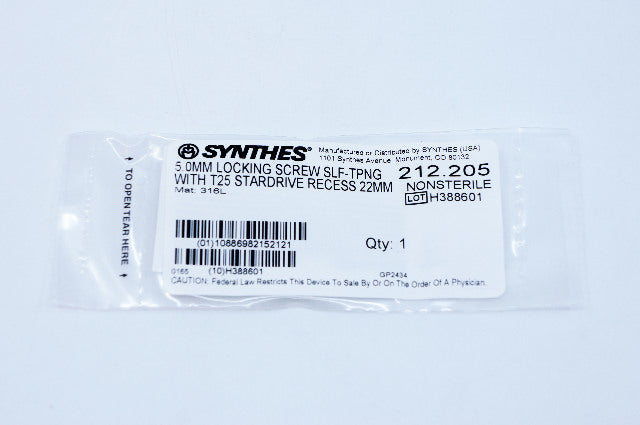 SYNTHES® Manufactured or Distributed by SYNTHES (USA)
1101 Synthes Avenue, Monument, CO 80132
5.0MM LOCKING SCREW SLF-TPNG 212.205
WITH T25 STARDRIVE RECESS 22MM NONSTERILE
Mat: 316L LOT H388601
(01)10886982152121
Qty: 1
0165 (10)H388601 GP2434
CAUTION: Federal Law Restricts This Device To Sale By Or On The Order Of A Physician.
TO OPEN TEAR HERE